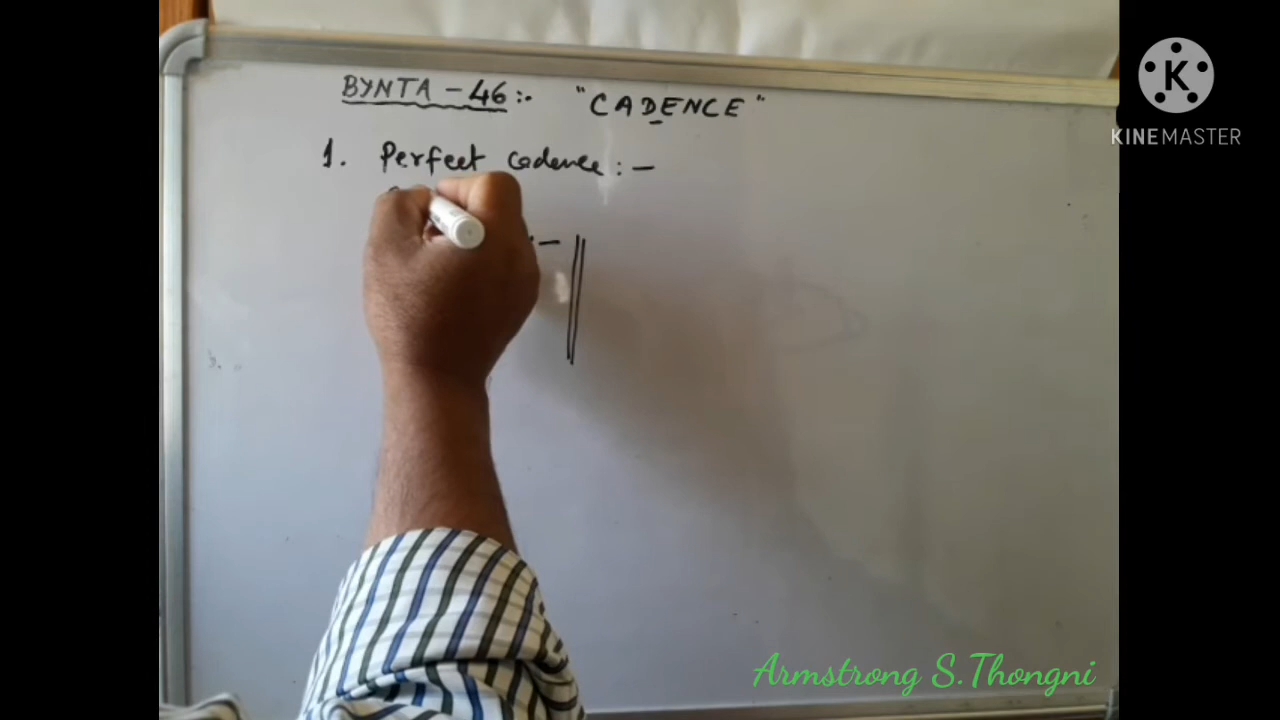 BYNTA - 46 :- "CADENCE"
KINEMASTER
1. Perfect cadence : -
:-
Armstrong S.Thongni